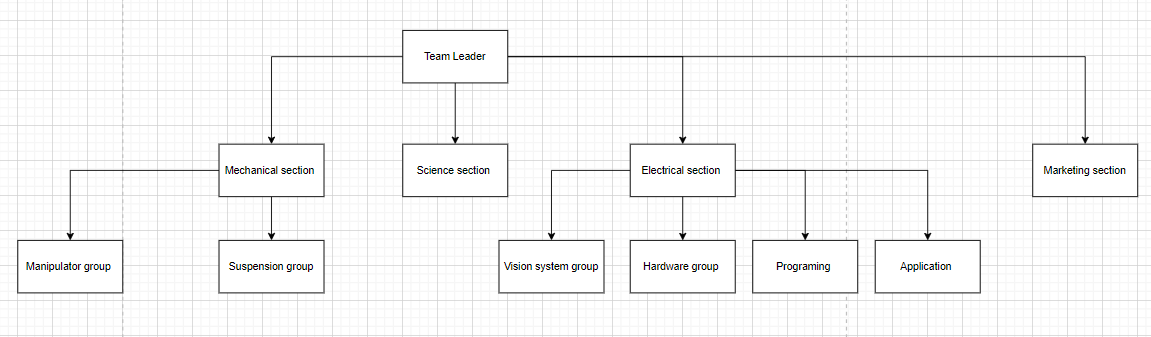 Team Leader
Mechanical section
Science section
Electrical section
Marketing section
Manipulator group
Suspension group
Vision system group
Hardware group
Programing
Application